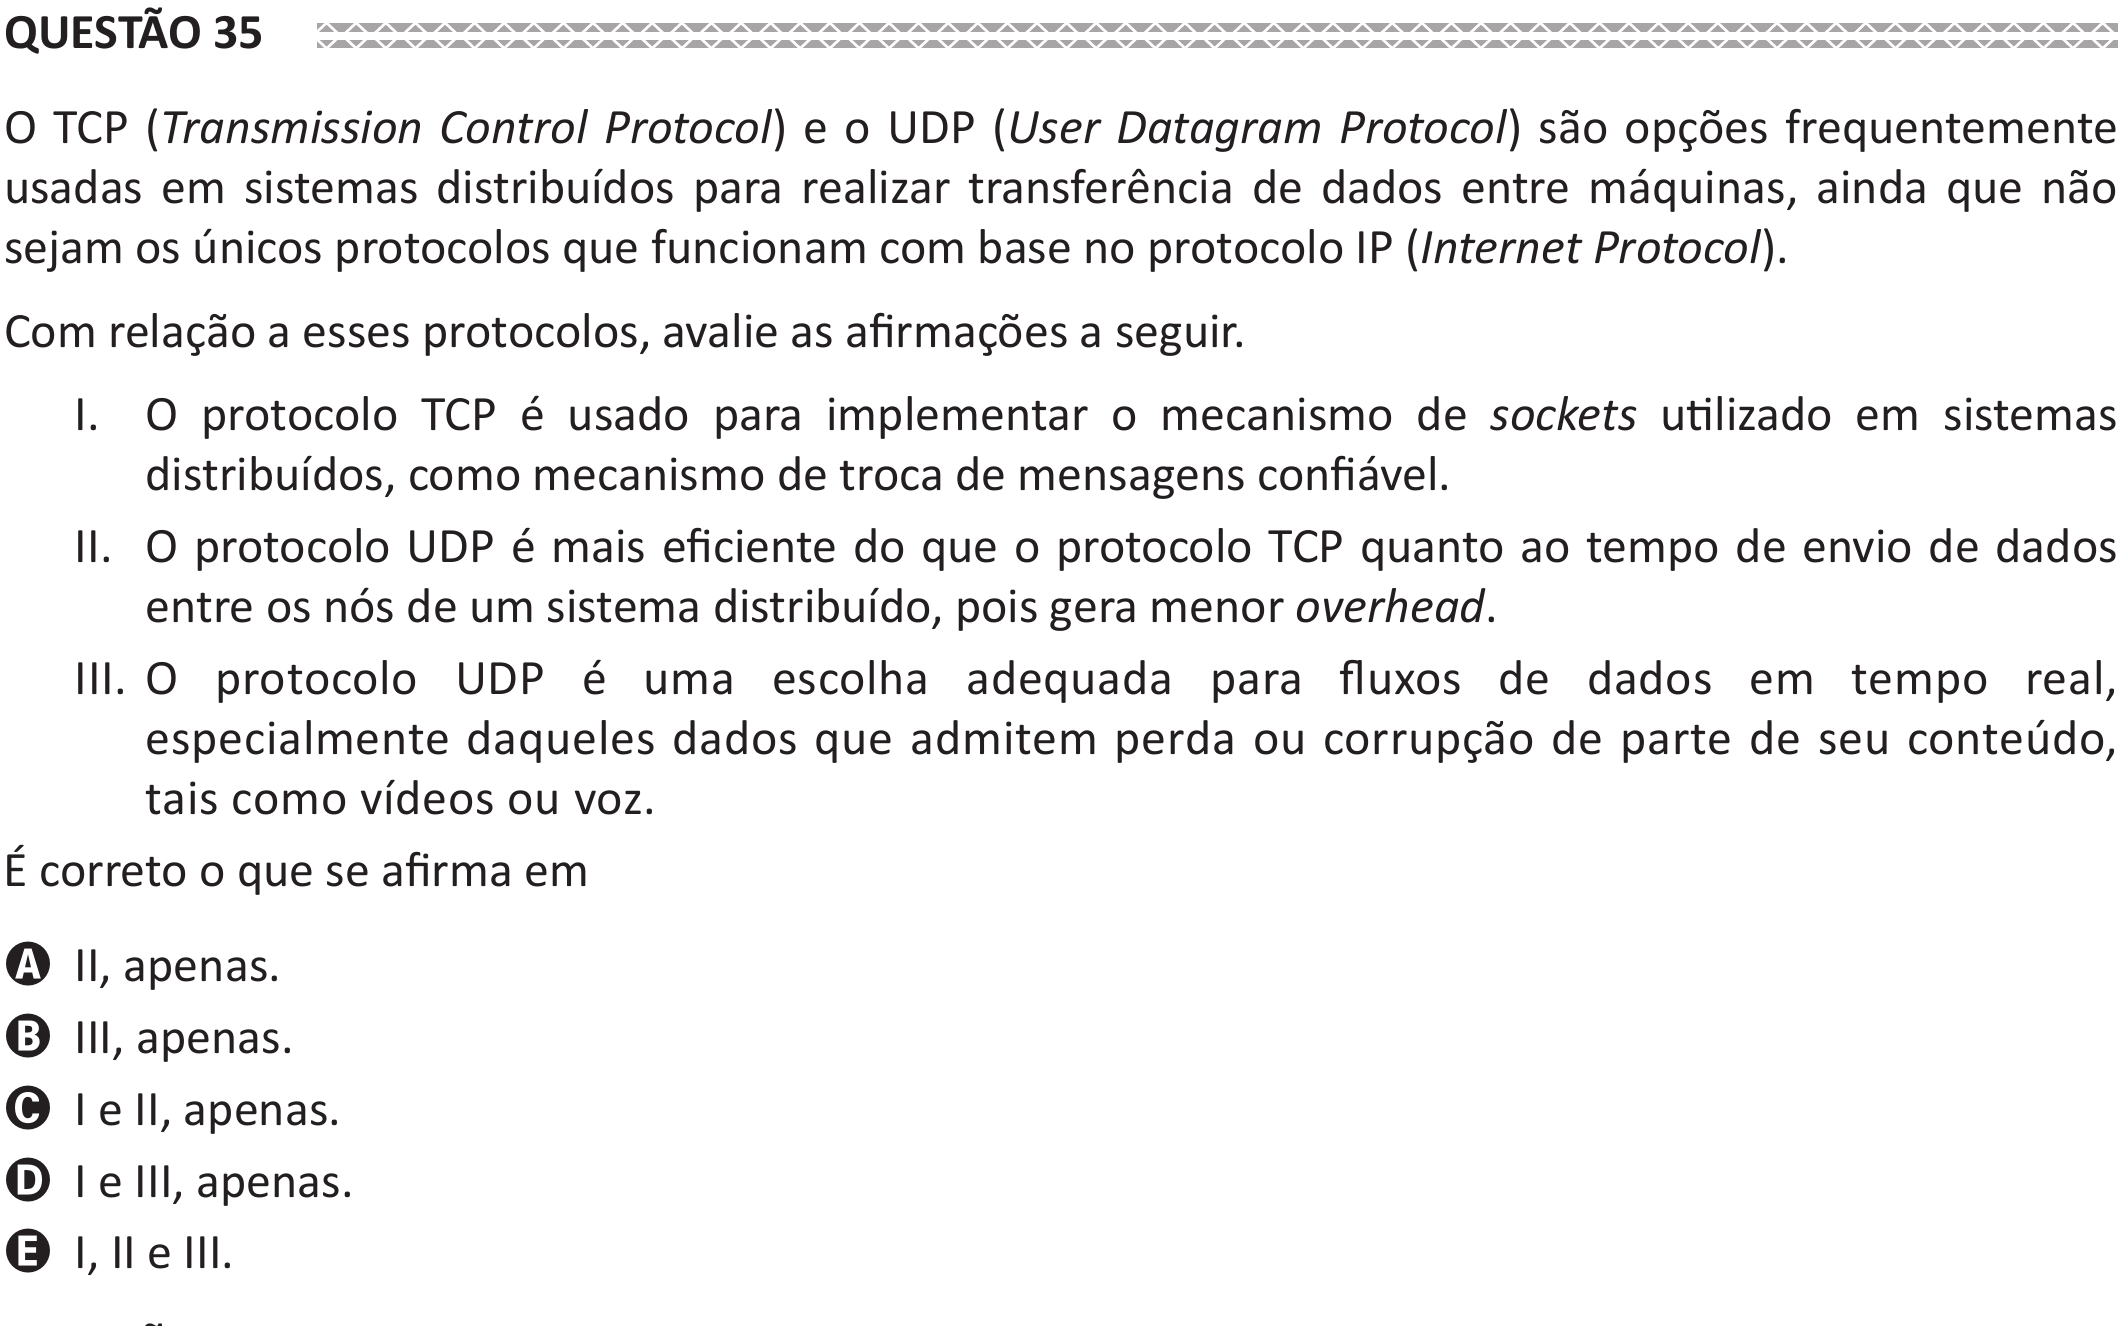 QUESTÃO 35
O TCP (Transmission Control Protocol) e o UDP (User Datagram Protocol) são opções frequentemente
usadas em sistemas distribuídos para realizar transferência de dados entre máquinas, ainda que não
sejam os únicos protocolos que funcionam com base no protocolo IP (Internet Protocol).
Com relação a esses protocolos, avalie as afirmações a seguir.
I. O protocolo TCP é usado para implementar o mecanismo de sockets utilizado em sistemas
distribuídos, como mecanismo de troca de mensagens confiável.
II. O protocolo UDP é mais eficiente do que o protocolo TCP quanto ao tempo de envio de dados
entre os nós de um sistema distribuído, pois gera menor overhead.
III. O protocolo UDP é uma escolha adequada para fluxos de dados em tempo real,
especialmente daqueles dados que admitem perda ou corrupção de parte de seu conteúdo,
tais como vídeos ou voz.
É correto o que se afirma em
A II, apenas.
B III, apenas.
C I e II, apenas.
D I e III, apenas.
E I, II e III.